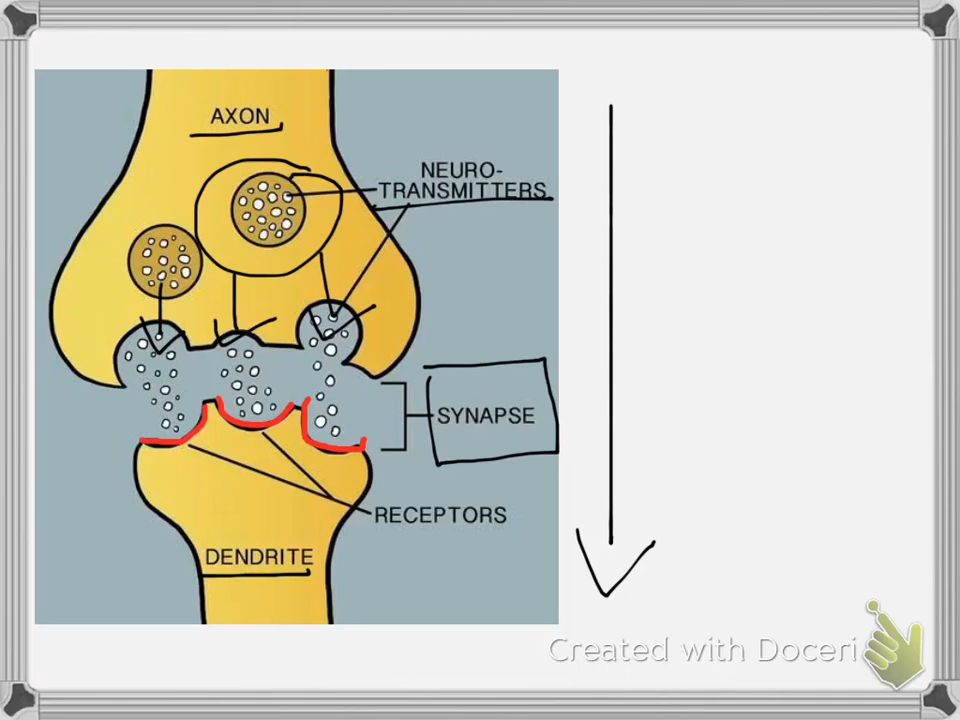 AXON
NEURO-
TRANSMITTERS
SYNAPSE
RECEPTORS
DENDRITE
Created with Doceri